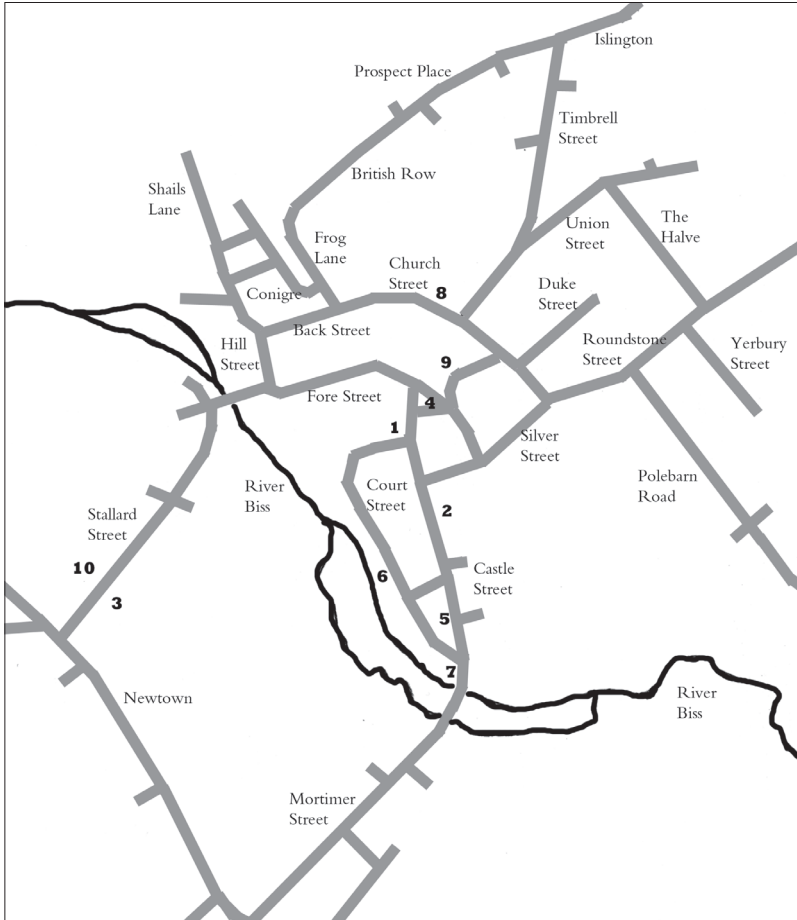 Islington
Prospect Place
Timbrell
Street
British Row
Shails
Lane
The
Halve
Union
Street
Frog
Lane
Church
Street
8
Duke
Street
Conigre
Back Street
Hill
Street
Roundstone
Street
Yerbury
Street
9
Fore Street
4
1
Silver
Street
Polebarn
Road
River
Biss
Court
Street
2
Stallard
Street
10
3
6
Castle
Street
5
7
River
Biss
Newtown
Mortimer
Street